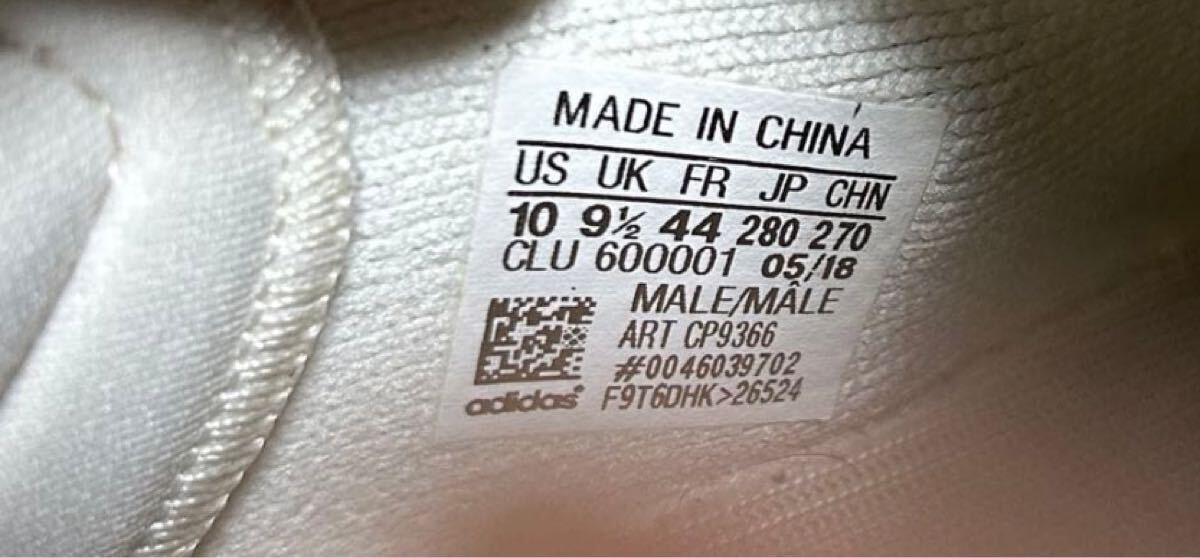 MADE IN CHINA
US UK FR JP CHN
10 9½ 44 280 270
CLU 600001 05/18
MALE/MÂLE
ART CP9366
#0046039702
adidas® F9T6DHK>26524